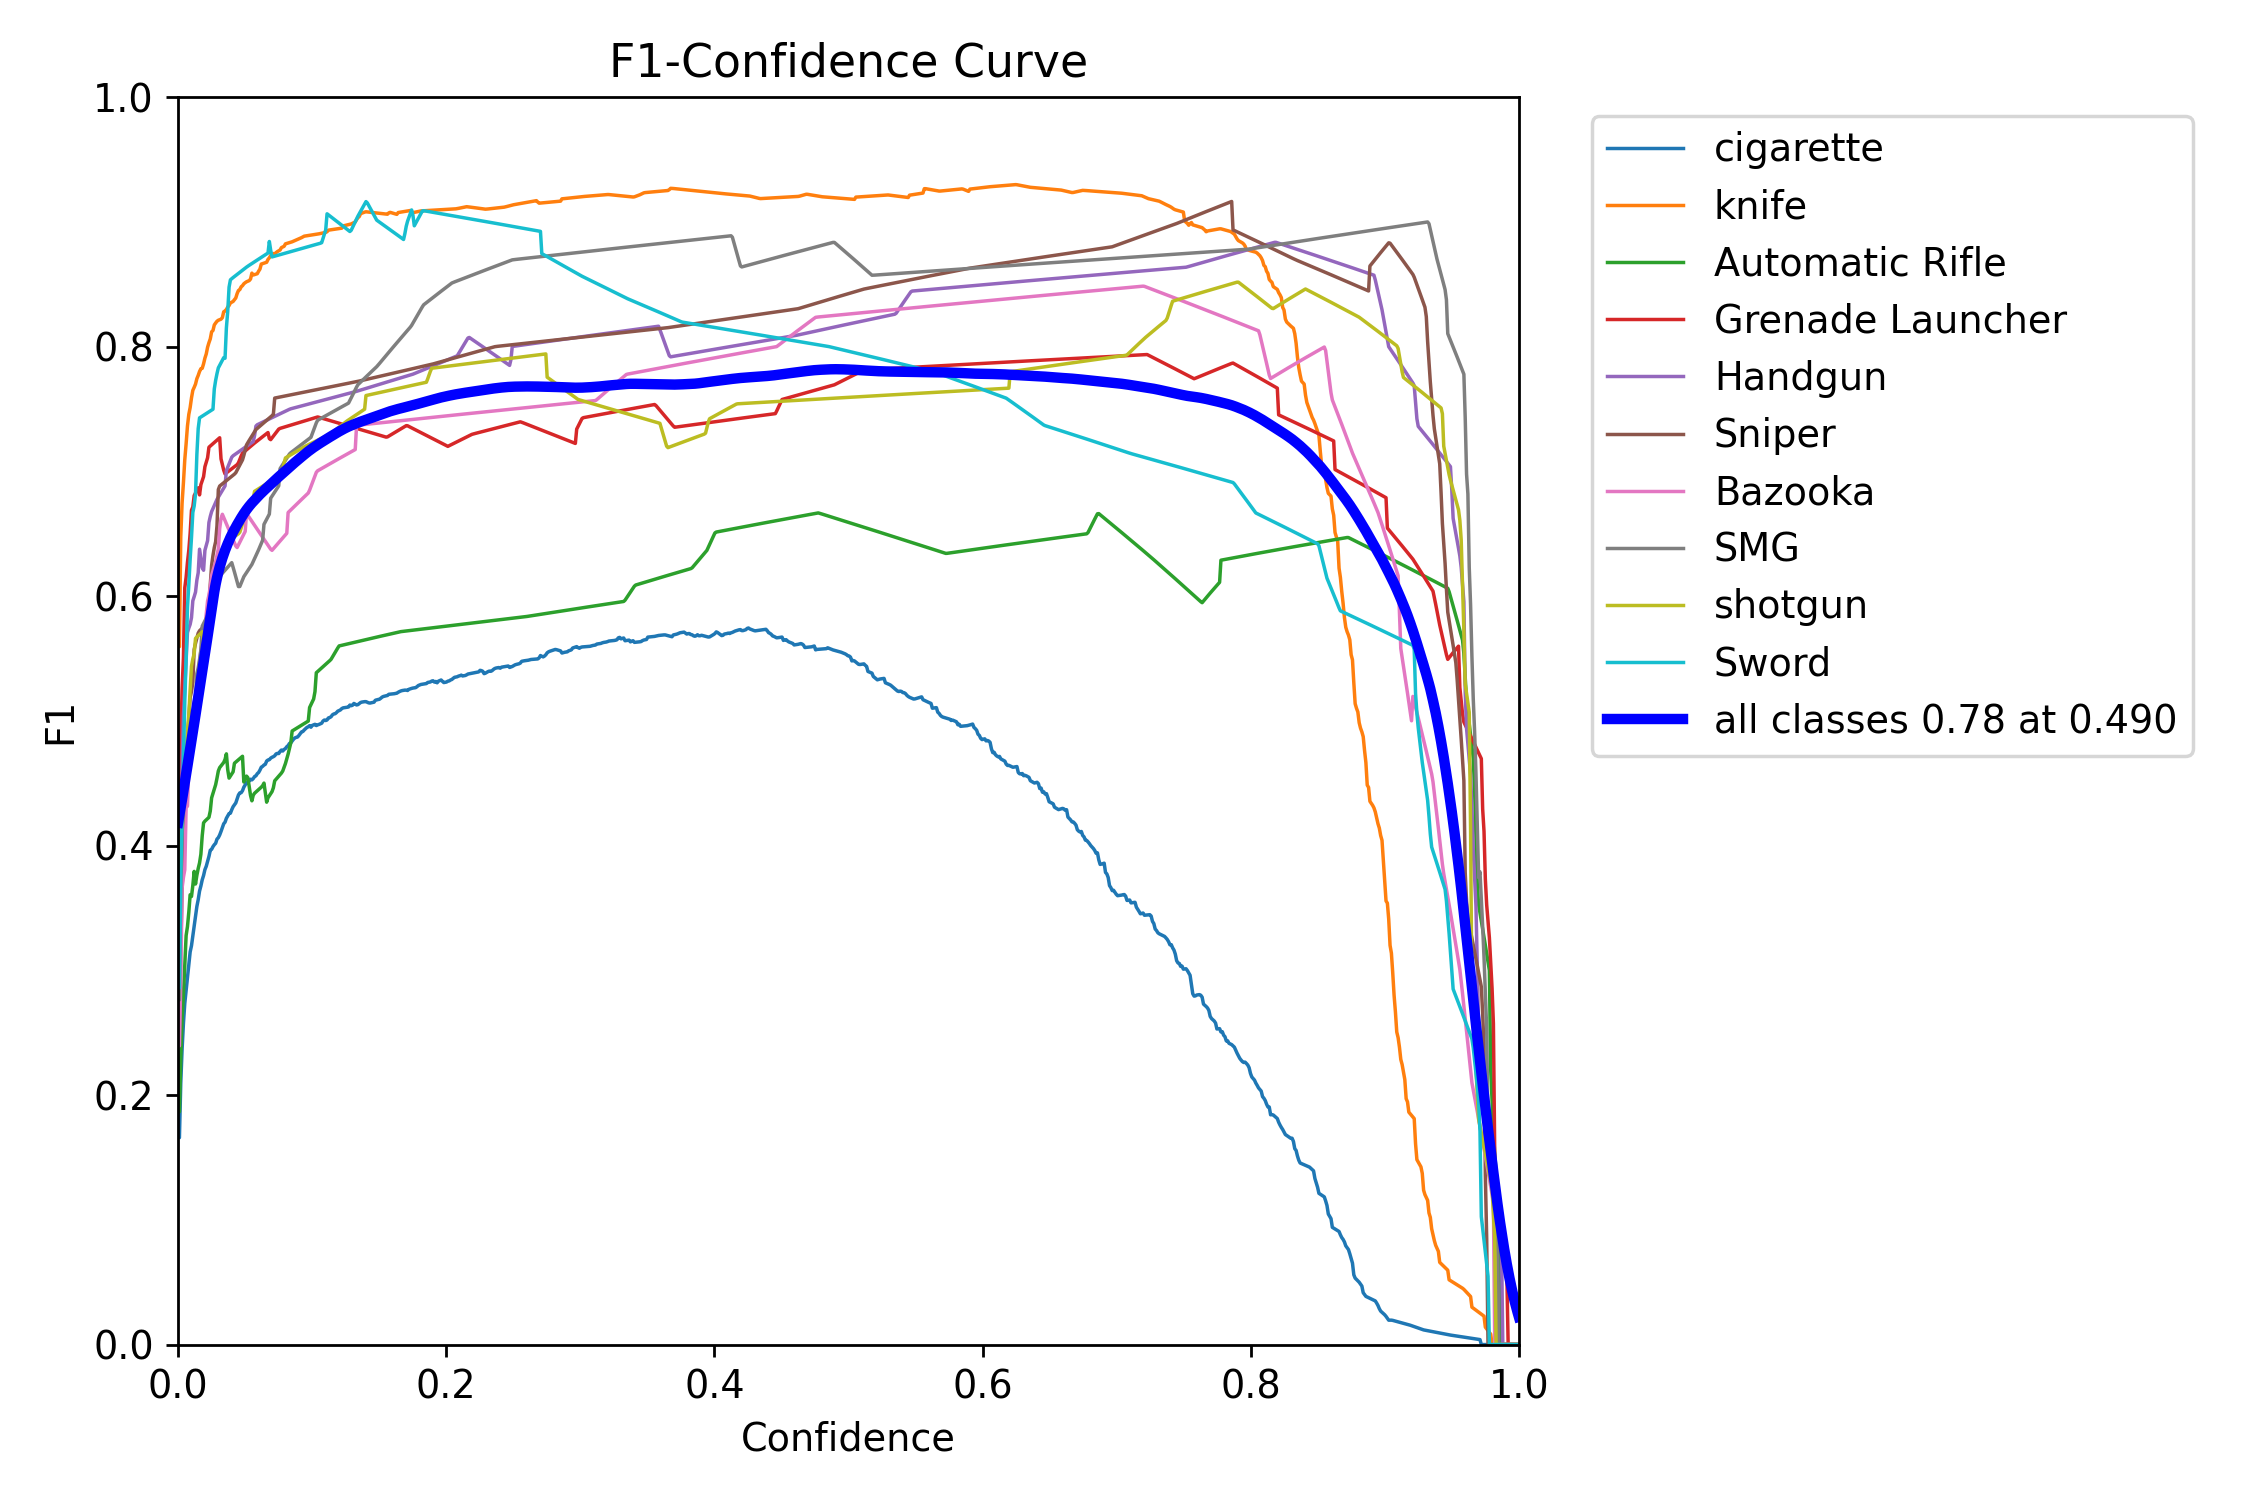 F1-Confidence Curve
1.0
0.8
0.6
0.4
0.2
0.0
F1
0.0 0.2 0.4 0.6 0.8 1.0
Confidence
cigarette
knife
Automatic Rifle
Grenade Launcher
Handgun
Sniper
Bazooka
SMG
shotgun
Sword
all classes 0.78 at 0.490